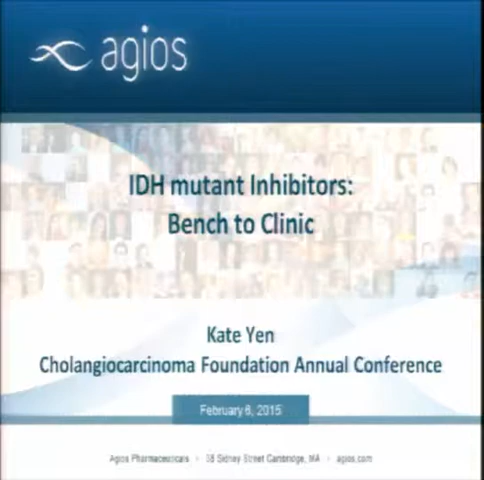 agios
IDH mutant Inhibitors:
Bench to Clinic
Kate Yen
Cholangiocarcinoma Foundation Annual Conference
February 6, 2015
Agios Pharmaceuticals • 38 Sidney Street Cambridge, MA • agios.com